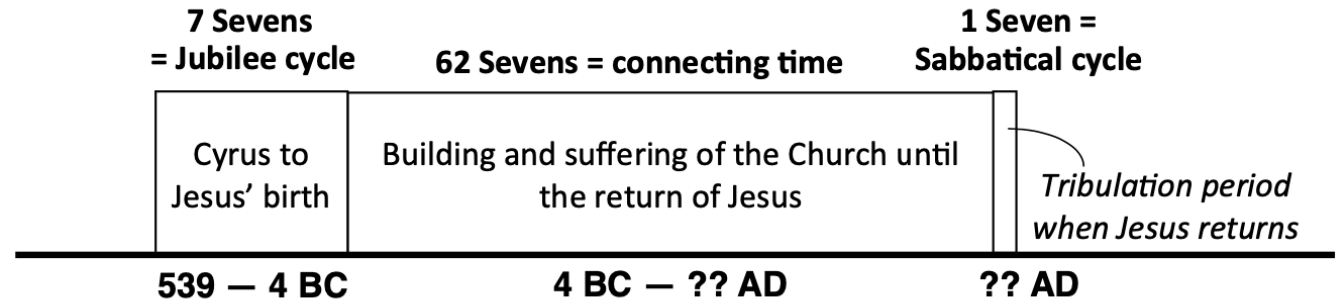 7 Sevens
= Jubilee cycle
62 Sevens = connecting time
1 Seven =
Sabbatical cycle
Cyrus to
Jesus’ birth
Building and suffering of the Church until
the return of Jesus
Tribulation period
when Jesus returns
539 – 4 BC
4 BC – ?? AD
?? AD